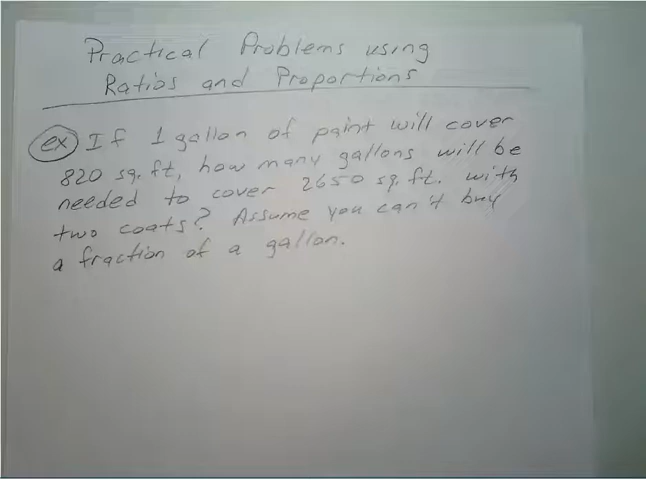 Practical Problems using
Ratios and Proportions
ex If 1 gallon of paint will cover
820 sq. ft, how many gallons will be
needed to cover 2650 sq. ft. with
two coats? Assume you can't buy
a fraction of a gallon.